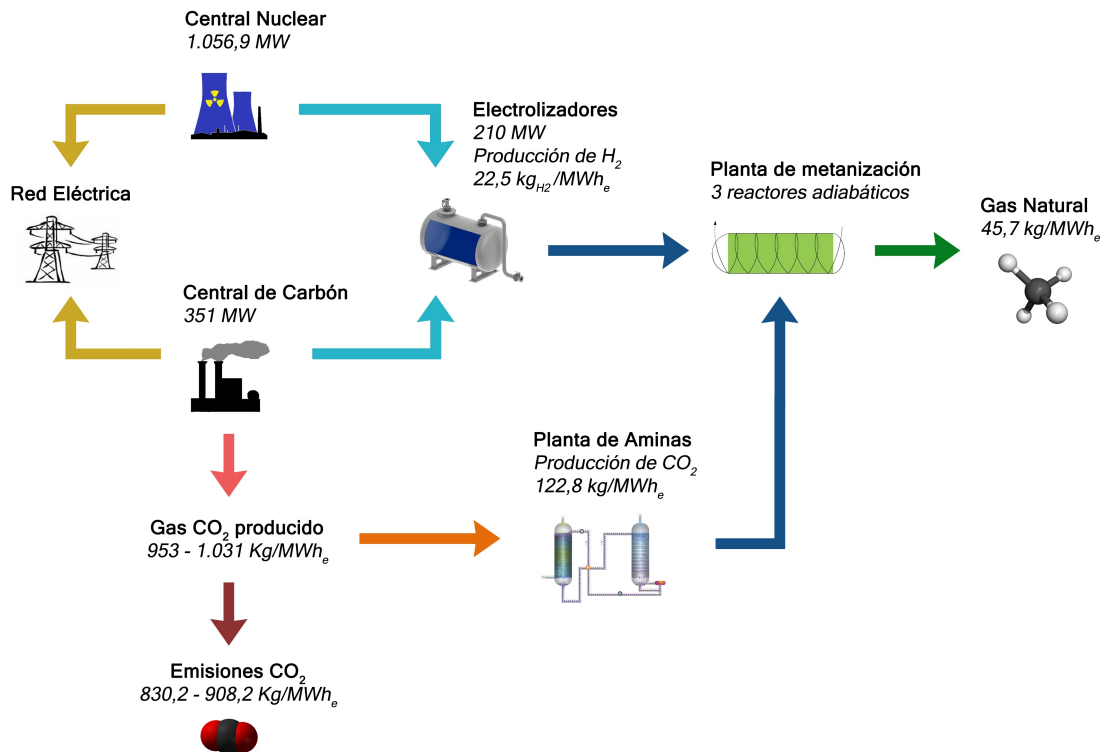 Central Nuclear
1.056,9 MW
Electrolizadores
210 MW
Producción de H₂
22,5 kg_H2/MWhₑ
Red Eléctrica
Planta de metanización
3 reactores adiabáticos
Gas Natural
45,7 kg/MWhₑ
Central de Carbón
351 MW
Planta de Aminas
Producción de CO₂
122,8 kg/MWhₑ
Gas CO₂ producido
953 - 1.031 Kg/MWhₑ
Emisiones CO₂
830,2 - 908,2 Kg/MWhₑ